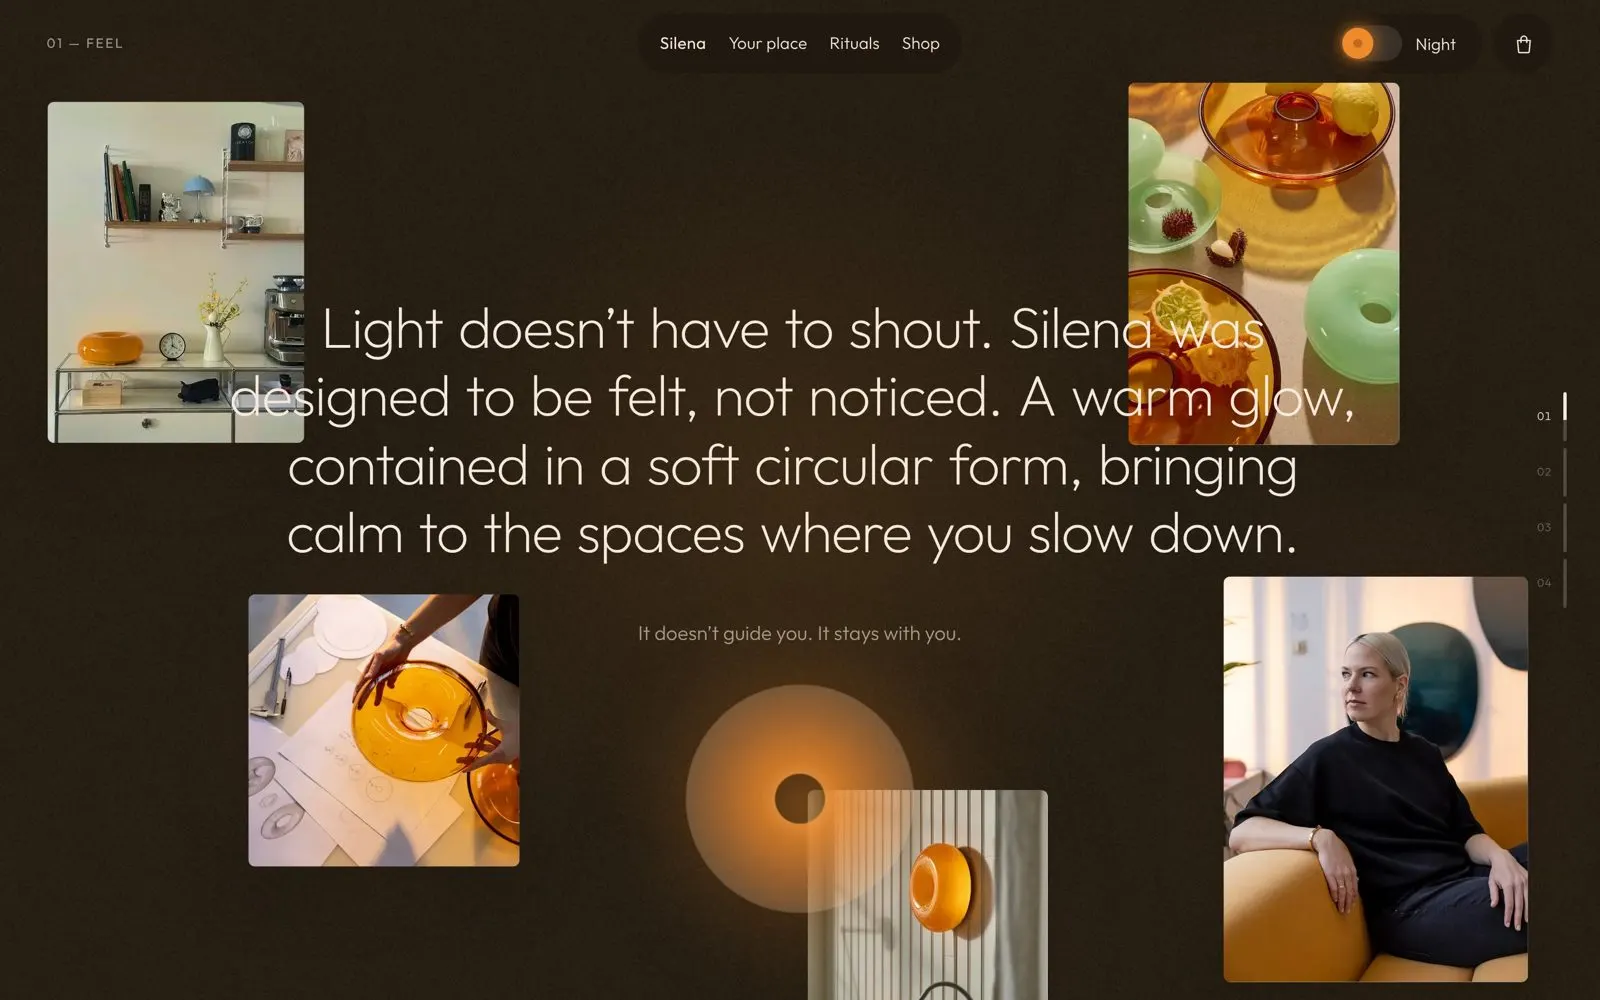 01 — FEEL
Silena
Your place
Rituals
Shop
Night
Light doesn’t have to shout. Silena was
designed to be felt, not noticed. A warm glow,
contained in a soft circular form, bringing
calm to the spaces where you slow down.
It doesn’t guide you. It stays with you.
01
02
03
04